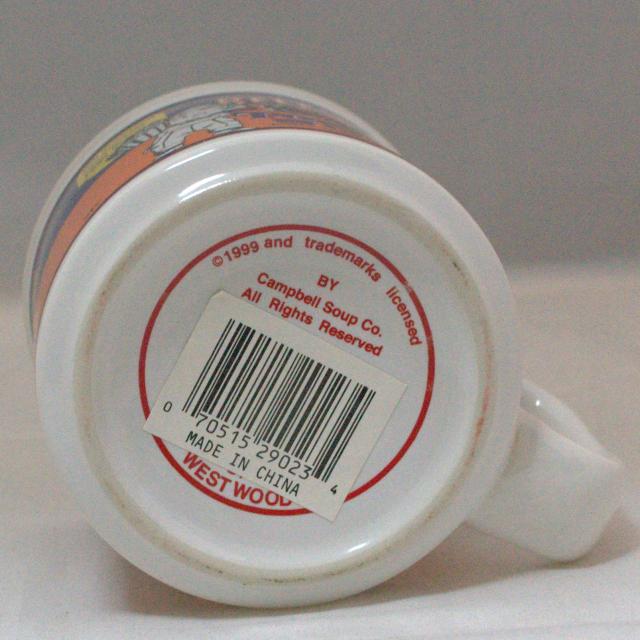 ©1999 and trademarks licensed
BY
Campbell Soup Co.
All Rights Reserved
0 70515 29023 4
MADE IN CHINA
WESTWOOD